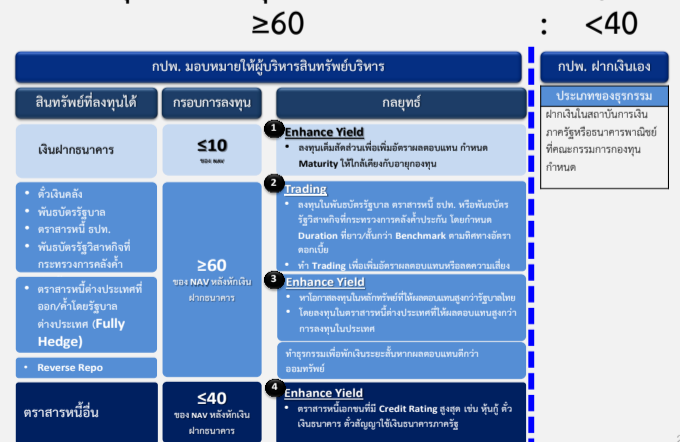 ≥60 : <40
กปพ. มอบหมายให้ผู้บริหารสินทรัพย์บริหาร
กปพ. ฝากเงินเอง
สินทรัพย์ที่ลงทุนได้
กรอบการลงทุน
กลยุทธ์
ประเภทของธุรกรรม
ฝากเงินในสถาบันการเงิน
ภาครัฐหรือธนาคารพาณิชย์
ที่คณะกรรมการกองทุน
กำหนด
เงินฝากธนาคาร
≤10
ของ NAV
1
Enhance Yield
• ลงทุนเต็มสัดส่วนเพื่อเพิ่มอัตราผลตอบแทน กำหนด
Maturity ให้ใกล้เคียงกับอายุกองทุน
• ตั๋วเงินคลัง
• พันธบัตรรัฐบาล
• ตราสารหนี้ ธปท.
• พันธบัตรรัฐวิสาหกิจที่
กระทรวงการคลังค้ำ
• ตราสารหนี้ต่างประเทศที่
ออก/ค้ำโดยรัฐบาล
ต่างประเทศ (Fully
Hedge)
• Reverse Repo
≥60
ของ NAV หลังหักเงิน
ฝากธนาคาร
2
Trading
• ลงทุนในพันธบัตรรัฐบาล ตราสารหนี้ ธปท. หรือพันธบัตร
รัฐวิสาหกิจที่กระทรวงการคลังค้ำประกัน โดยกำหนด
Duration ที่ยาว/สั้นกว่า Benchmark ตามทิศทางอัตรา
ดอกเบี้ย
• ทำ Trading เพื่อเพิ่มอัตราผลตอบแทนหรือลดความเสี่ยง
3
Enhance Yield
• หาโอกาสลงทุนในหลักทรัพย์ที่ให้ผลตอบแทนสูงกว่ารัฐบาลไทย
• โดยลงทุนในตราสารหนี้ต่างประเทศที่ให้ผลตอบแทนสูงกว่า
การลงทุนในประเทศ
ทำธุรกรรมเพื่อพักเงินระยะสั้นหากผลตอบแทนดีกว่า
ออมทรัพย์
ตราสารหนี้อื่น
≤40
ของ NAV หลังหักเงิน
ฝากธนาคาร
4
Enhance Yield
• ตราสารหนี้เอกชนที่มี Credit Rating สูงสุด เช่น หุ้นกู้ ตั๋ว
เงินธนาคาร ตั๋วสัญญาใช้เงินธนาคารภาครัฐ